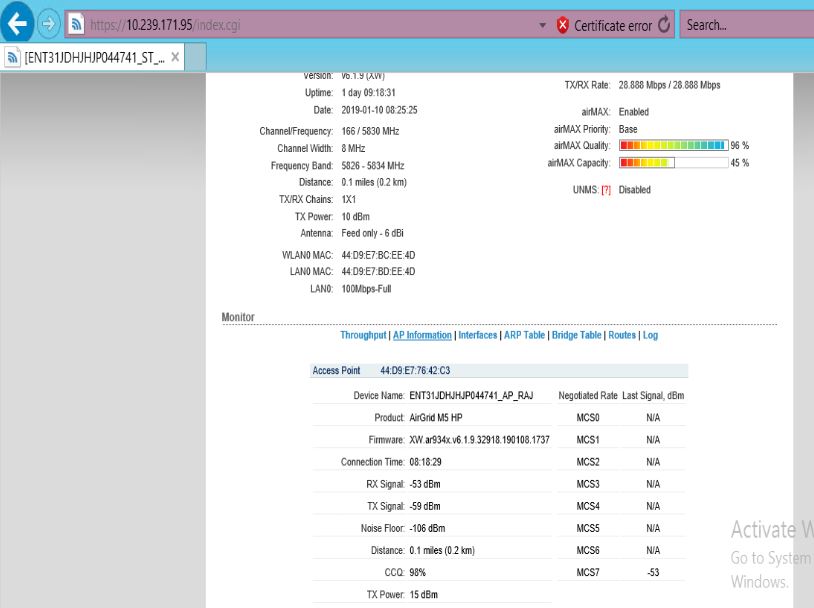 https://10.239.171.95/index.cgi
Certificate error
Search...
[ENT31JDHJHJP044741_ST_...
Version: v6.1.9 (XW)
Uptime: 1 day 09:18:31
Date: 2019-01-10 08:25:25
Channel/Frequency: 166 / 5830 MHz
Channel Width: 8 MHz
Frequency Band: 5826 - 5834 MHz
Distance: 0.1 miles (0.2 km)
TX/RX Chains: 1X1
TX Power: 10 dBm
Antenna: Feed only - 6 dBi
WLAN0 MAC: 44:D9:E7:BC:EE:4D
LAN0 MAC: 44:D9:E7:BD:EE:4D
LAN0: 100Mbps-Full
TX/RX Rate: 28.888 Mbps / 28.888 Mbps
airMAX: Enabled
airMAX Priority: Base
airMAX Quality: 96 %
airMAX Capacity: 45 %
UNMS: [?] Disabled
Monitor
Throughput | AP Information | Interfaces | ARP Table | Bridge Table | Routes | Log
Access Point 44:D9:E7:76:42:C3
Device Name: ENT31JDHJHJP044741_AP_RAJ
Product: AirGrid M5 HP
Firmware: XW.ar934x.v6.1.9.32918.190108.1737
Connection Time: 08:18:29
RX Signal: -53 dBm
TX Signal: -59 dBm
Noise Floor: -106 dBm
Distance: 0.1 miles (0.2 km)
CCQ: 98%
TX Power: 15 dBm
Negotiated Rate Last Signal, dBm
MCS0 N/A
MCS1 N/A
MCS2 N/A
MCS3 N/A
MCS4 N/A
MCS5 N/A
MCS6 N/A
MCS7 -53
Activate W
Go to System
Windows.